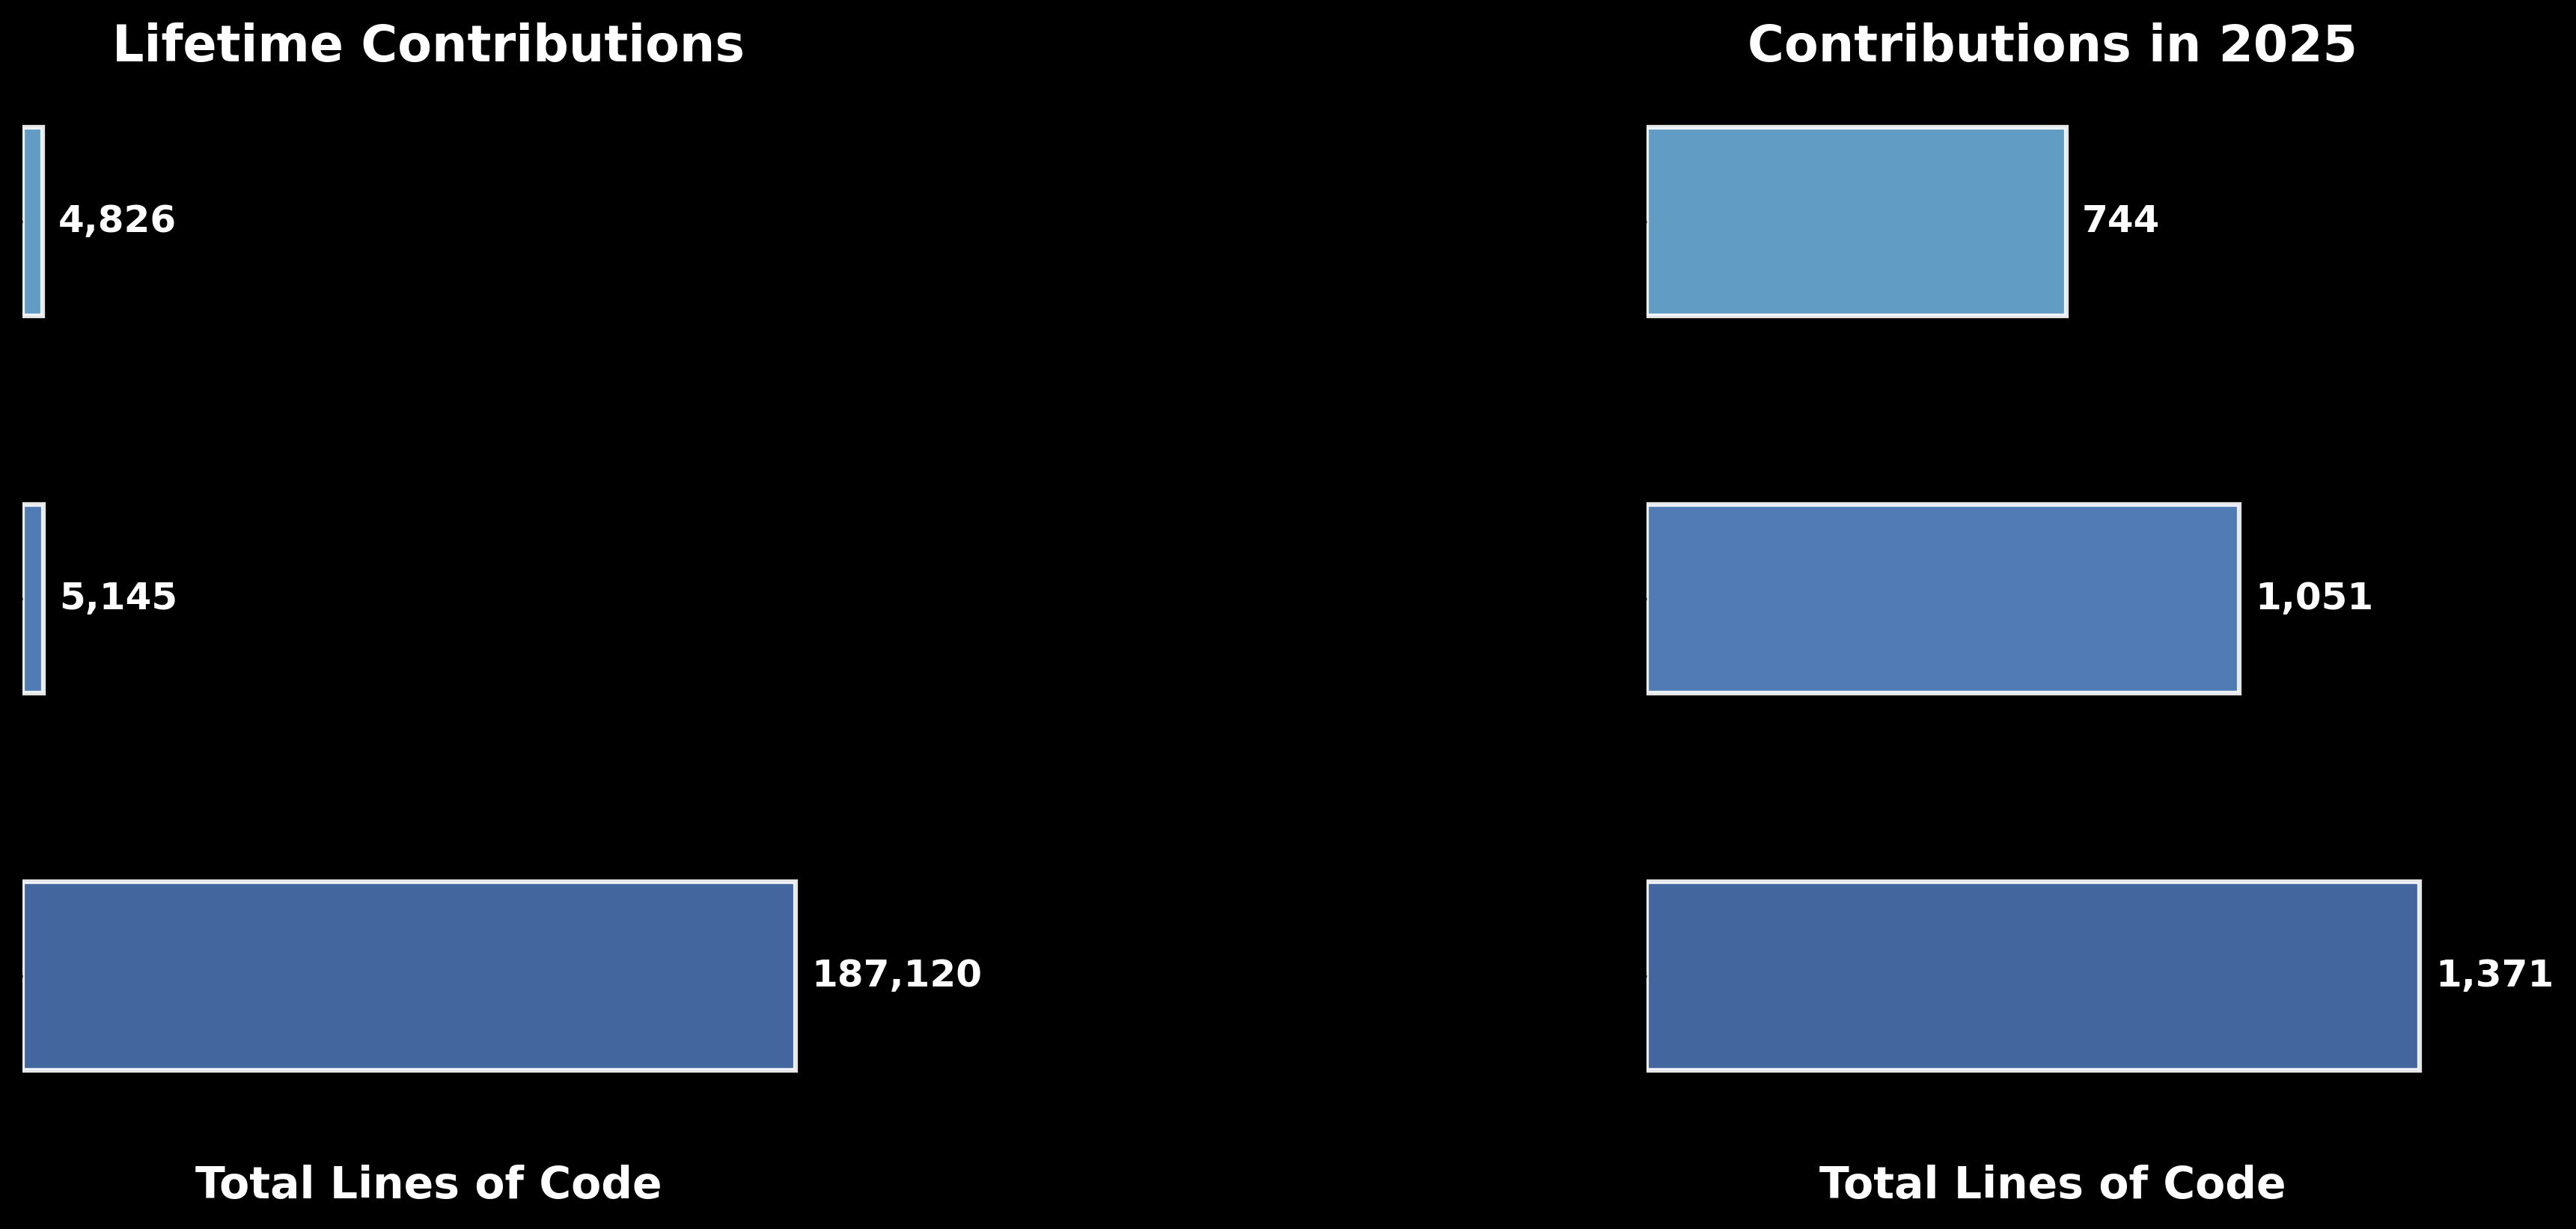 Lifetime Contributions
4,826
5,145
187,120
Total Lines of Code
Contributions in 2025
744
1,051
1,371
Total Lines of Code